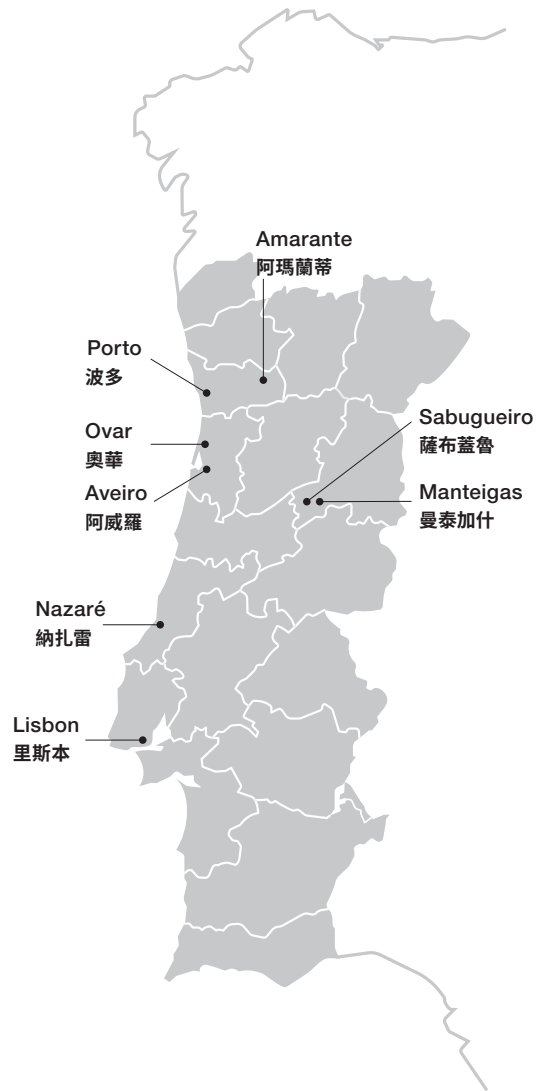 Amarante
阿瑪蘭蒂
Porto
波多
Sabugueiro
薩布蓋魯
Ovar
奧華
Aveiro
阿威羅
Manteigas
曼泰加什
Nazaré
納扎雷
Lisbon
里斯本